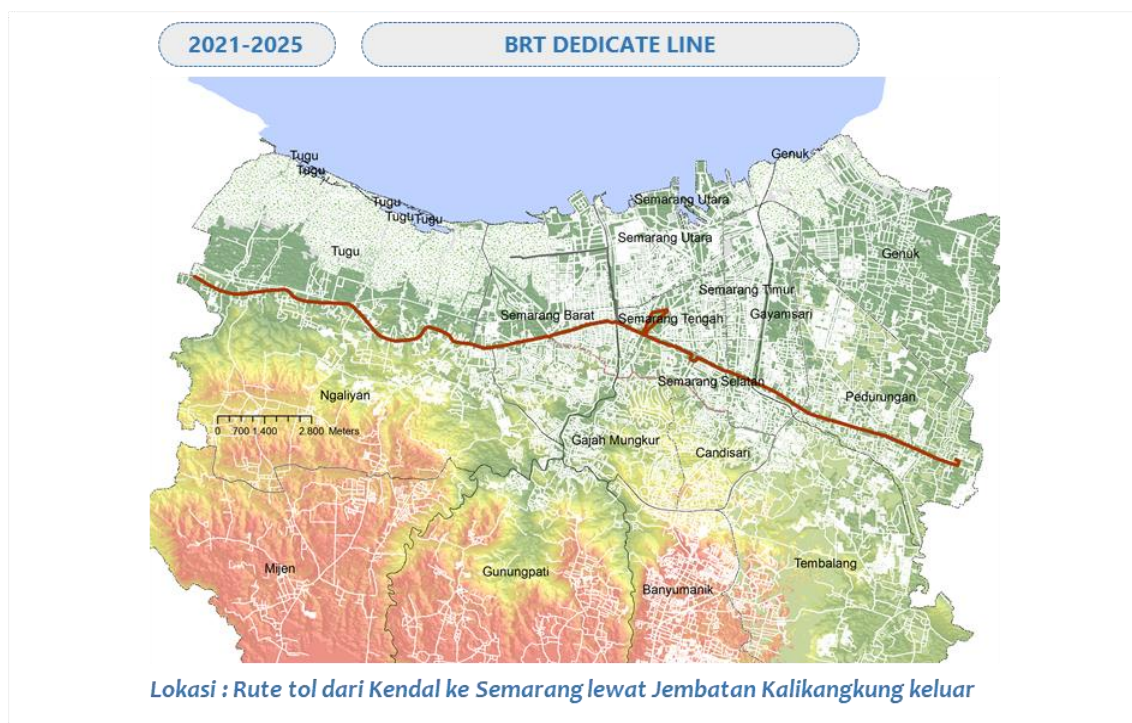 2021-2025
BRT DEDICATE LINE
Tugu
Tugu
Genuk
Tugu
Semarang Utara
Tugu Tugu
Semarang Utara
Tugu
Genuk
Semarang Timur
Semarang Barat
Semarang Tengah
Gayamsari
Semarang Selatan
Ngaliyan
Pedurungan
0 700 1.400 2.800 Meters
Gajah Mungkur
Candisari
Mijen
Gunungpati
Tembalang
Banyumanik
Lokasi : Rute tol dari Kendal ke Semarang lewat Jembatan Kalikangkung keluar